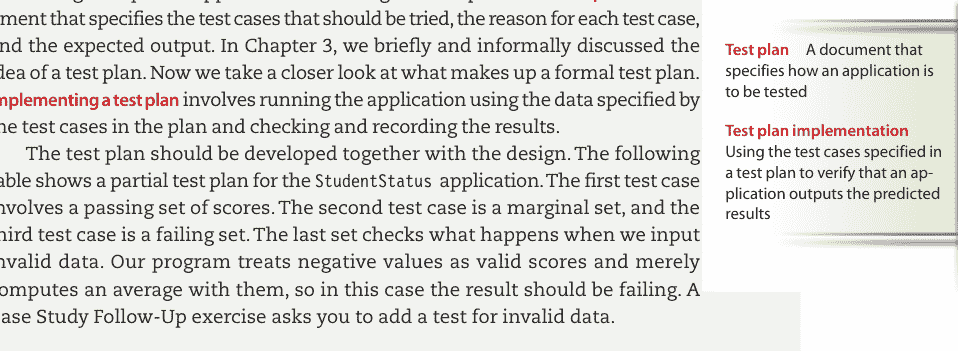 ment that specifies the test cases that should be tried, the reason for each test case,
nd the expected output. In Chapter 3, we briefly and informally discussed the
dea of a test plan. Now we take a closer look at what makes up a formal test plan.
mplementing a test plan involves running the application using the data specified by
he test cases in the plan and checking and recording the results.
The test plan should be developed together with the design. The following
able shows a partial test plan for the StudentStatus application. The first test case
nvolves a passing set of scores. The second test case is a marginal set, and the
hird test case is a failing set. The last set checks what happens when we input
nvalid data. Our program treats negative values as valid scores and merely
omputes an average with them, so in this case the result should be failing. A
ase Study Follow-Up exercise asks you to add a test for invalid data.
Test plan A document that
specifies how an application is
to be tested
Test plan implementation
Using the test cases specified in
a test plan to verify that an ap-
plication outputs the predicted
results